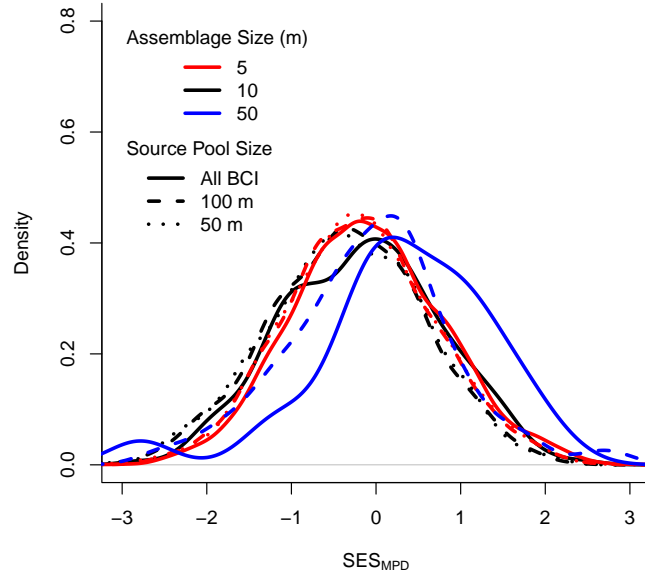 Assemblage Size (m)
5
10
50
Source Pool Size
All BCI
100 m
50 m
Density
0.0
0.2
0.4
0.6
0.8
−3 −2 −1 0 1 2 3
SES_MPD